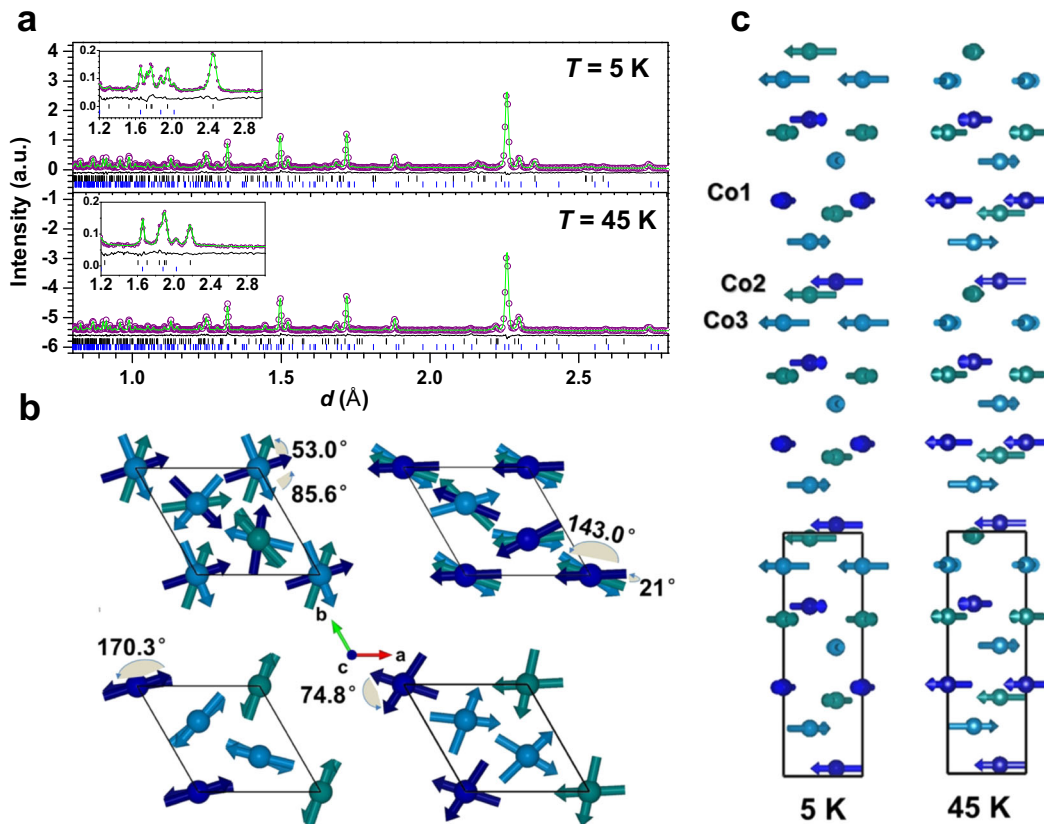 a
Intensity (a.u.)
4
3
2
1
0
-1
-2
-3
-4
-5
-6
T = 5 K
0.2
0.1
0.0
1.2 1.6 2.0 2.4 2.8
T = 45 K
0.2
0.1
0.0
1.2 1.6 2.0 2.4 2.8
1.0 1.5 2.0 2.5
d (Å)
b
53.0°
85.6°
143.0°
21°
b
c
a
170.3°
74.8°
c
Co1
Co2
Co3
5 K
45 K